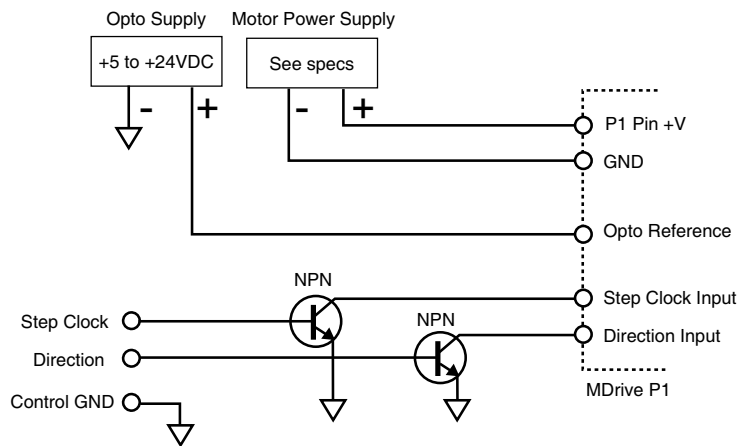 Opto Supply
Motor Power Supply
+5 to +24VDC
See specs
-
+
-
+
P1 Pin +V
GND
Opto Reference
NPN
Step Clock Input
Step Clock
NPN
Direction Input
Direction
MDrive P1
Control GND